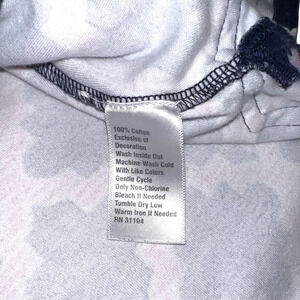 100% Cotton
Exclusive of
Decoration
Wash Inside Out
Machine Wash Cold
With Like Colors
Gentle Cycle
Only Non-Chlorine
Bleach If Needed
Tumble Dry Low
Warm Iron If Needed
RN 31104